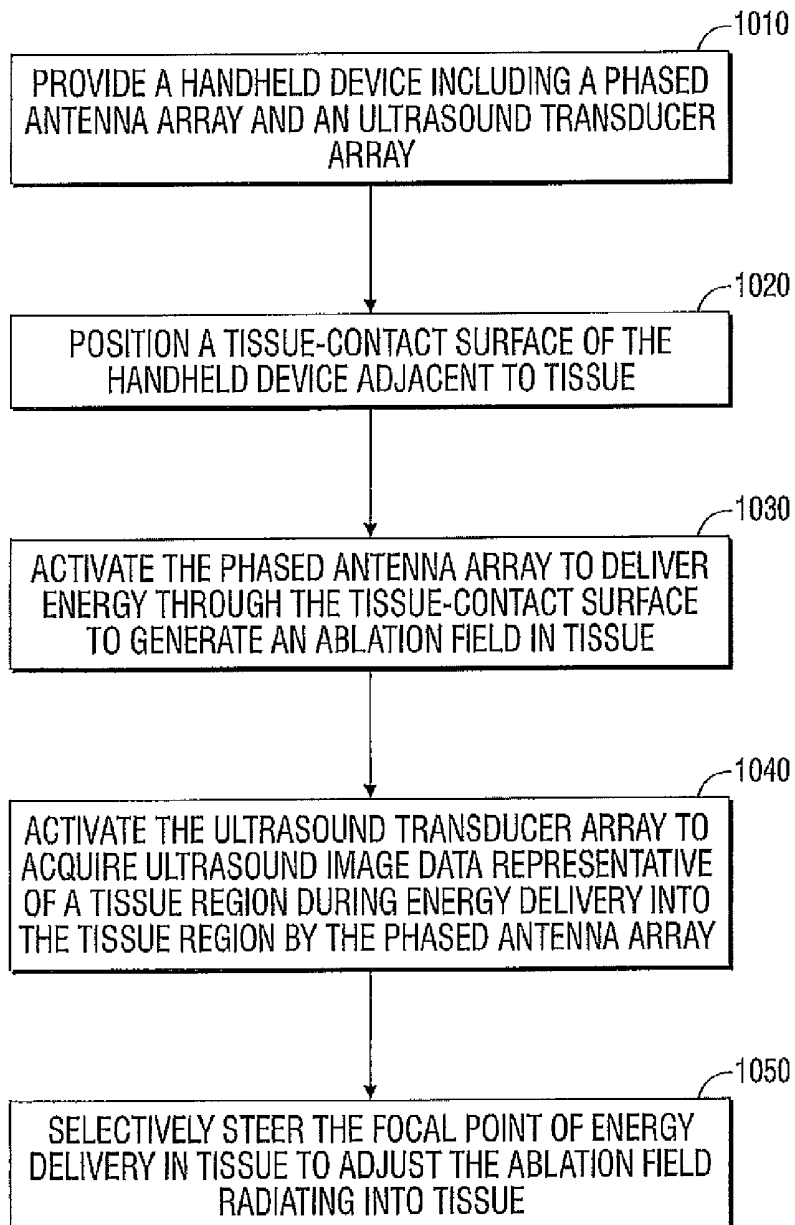 1010
PROVIDE A HANDHELD DEVICE INCLUDING A PHASED
ANTENNA ARRAY AND AN ULTRASOUND TRANSDUCER
ARRAY
1020
POSITION A TISSUE-CONTACT SURFACE OF THE
HANDHELD DEVICE ADJACENT TO TISSUE
1030
ACTIVATE THE PHASED ANTENNA ARRAY TO DELIVER
ENERGY THROUGH THE TISSUE-CONTACT SURFACE
TO GENERATE AN ABLATION FIELD IN TISSUE
1040
ACTIVATE THE ULTRASOUND TRANSDUCER ARRAY TO
ACQUIRE ULTRASOUND IMAGE DATA REPRESENTATIVE
OF A TISSUE REGION DURING ENERGY DELIVERY INTO
THE TISSUE REGION BY THE PHASED ANTENNA ARRAY
1050
SELECTIVELY STEER THE FOCAL POINT OF ENERGY
DELIVERY IN TISSUE TO ADJUST THE ABLATION FIELD
RADIATING INTO TISSUE